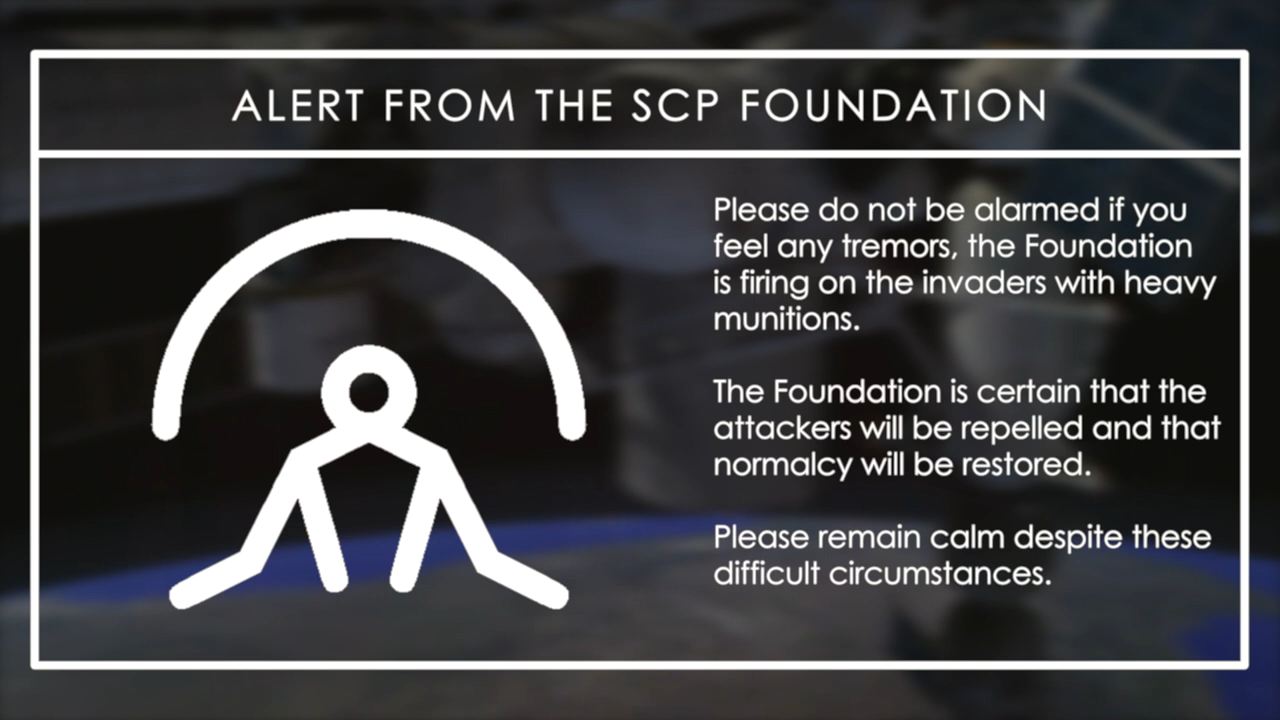 ALERT FROM THE SCP FOUNDATION
Please do not be alarmed if you
feel any tremors, the Foundation
is firing on the invaders with heavy
munitions.
The Foundation is certain that the
attackers will be repelled and that
normalcy will be restored.
Please remain calm despite these
difficult circumstances.